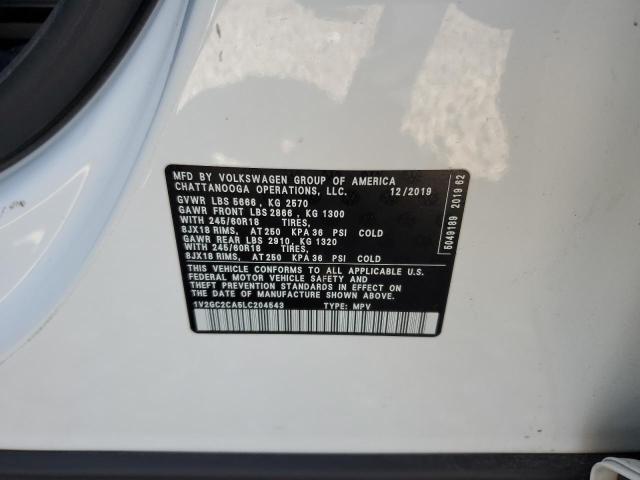 MFD BY VOLKSWAGEN GROUP OF AMERICA
CHATTANOOGA OPERATIONS, LLC. 12/2019
GVWR LBS 5666 , KG 2570
GAWR FRONT LBS 2866 , KG 1300
WITH 245/60R18 TIRES,
8JX18 RIMS, AT 250 KPA 36 PSI COLD
GAWR REAR LBS 2910, KG 1320
WITH 245/60R18 TIRES,
8JX18 RIMS, AT 250 KPA 36 PSI COLD
THIS VEHICLE CONFORMS TO ALL APPLICABLE U.S.
FEDERAL MOTOR VEHICLE SAFETY, BUMPER AND
THEFT PREVENTION STANDARDS IN EFFECT ON THE
DATE OF MANUFACTURE SHOWN ABOVE.
1V2GC2CA5LC204543 TYPE: MPV
5049189 2019 62